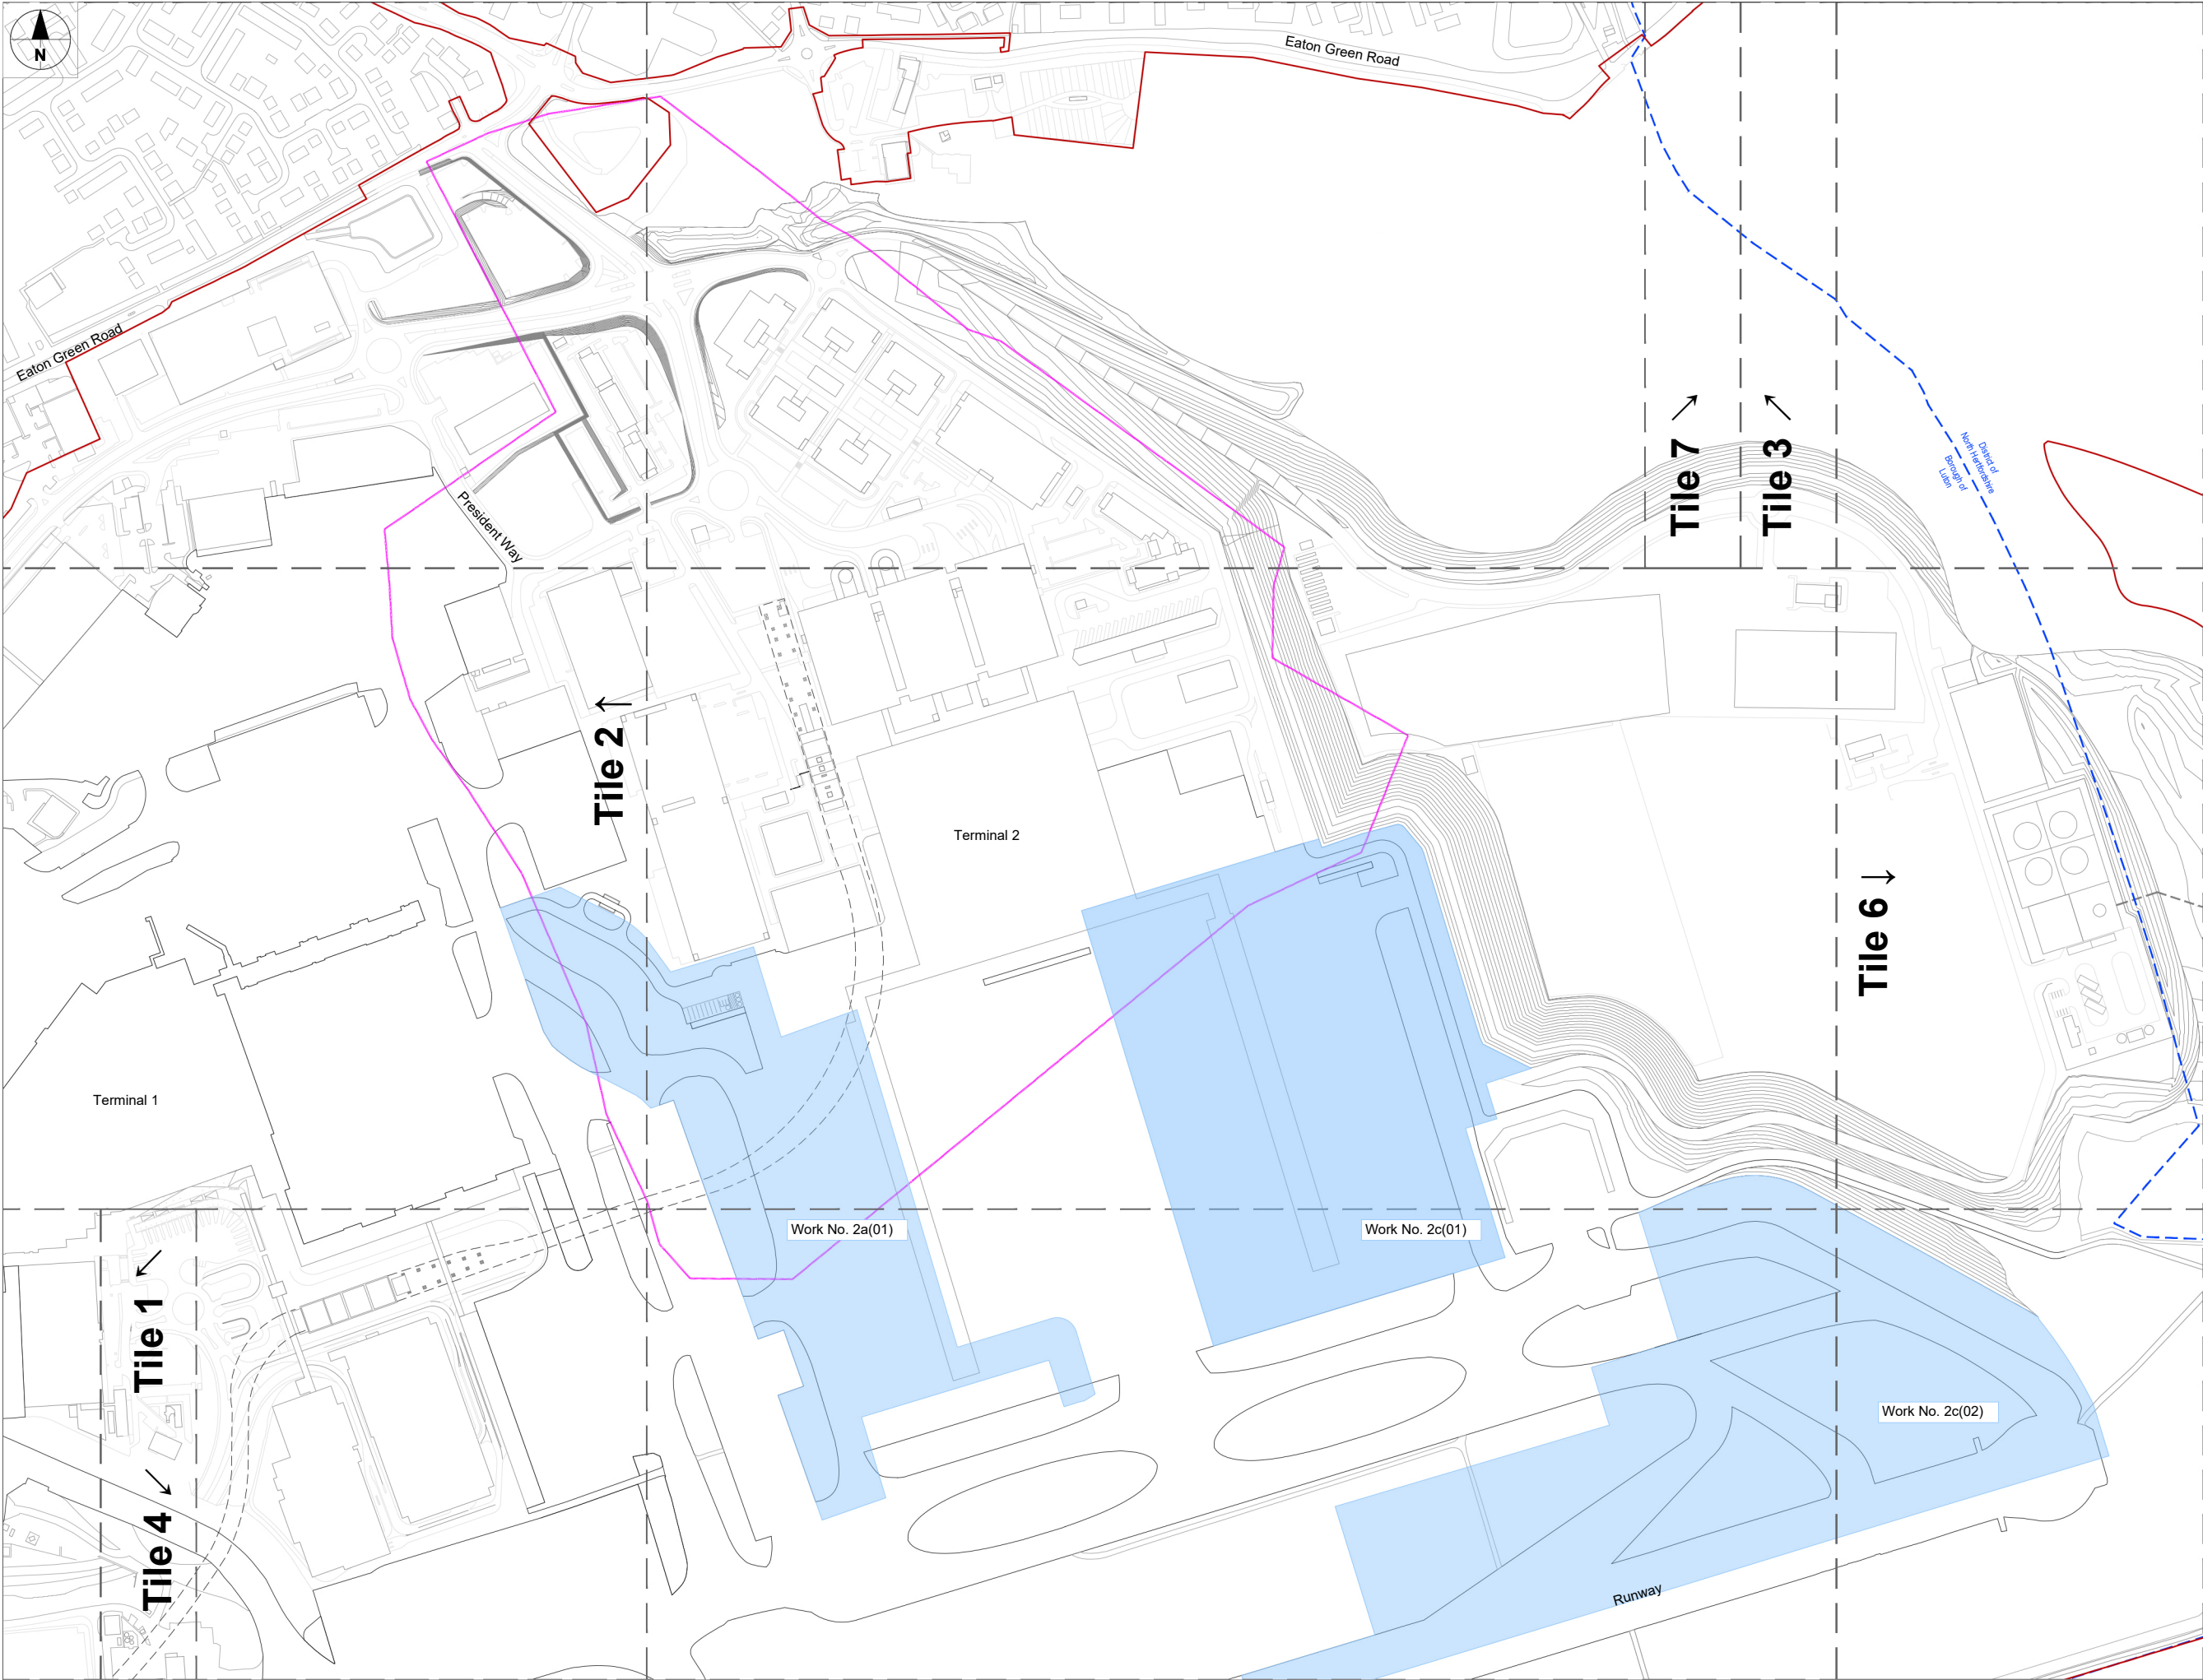 N
Eaton Green Road
Eaton Green Road
President Way
Tile 7
Tile 3
District of
North Hertfordshire
Borough of
Luton
Tile 2
Terminal 2
Tile 6
Terminal 1
Work No. 2a(01)
Work No. 2c(01)
Tile 1
Work No. 2c(02)
Tile 4
Runway